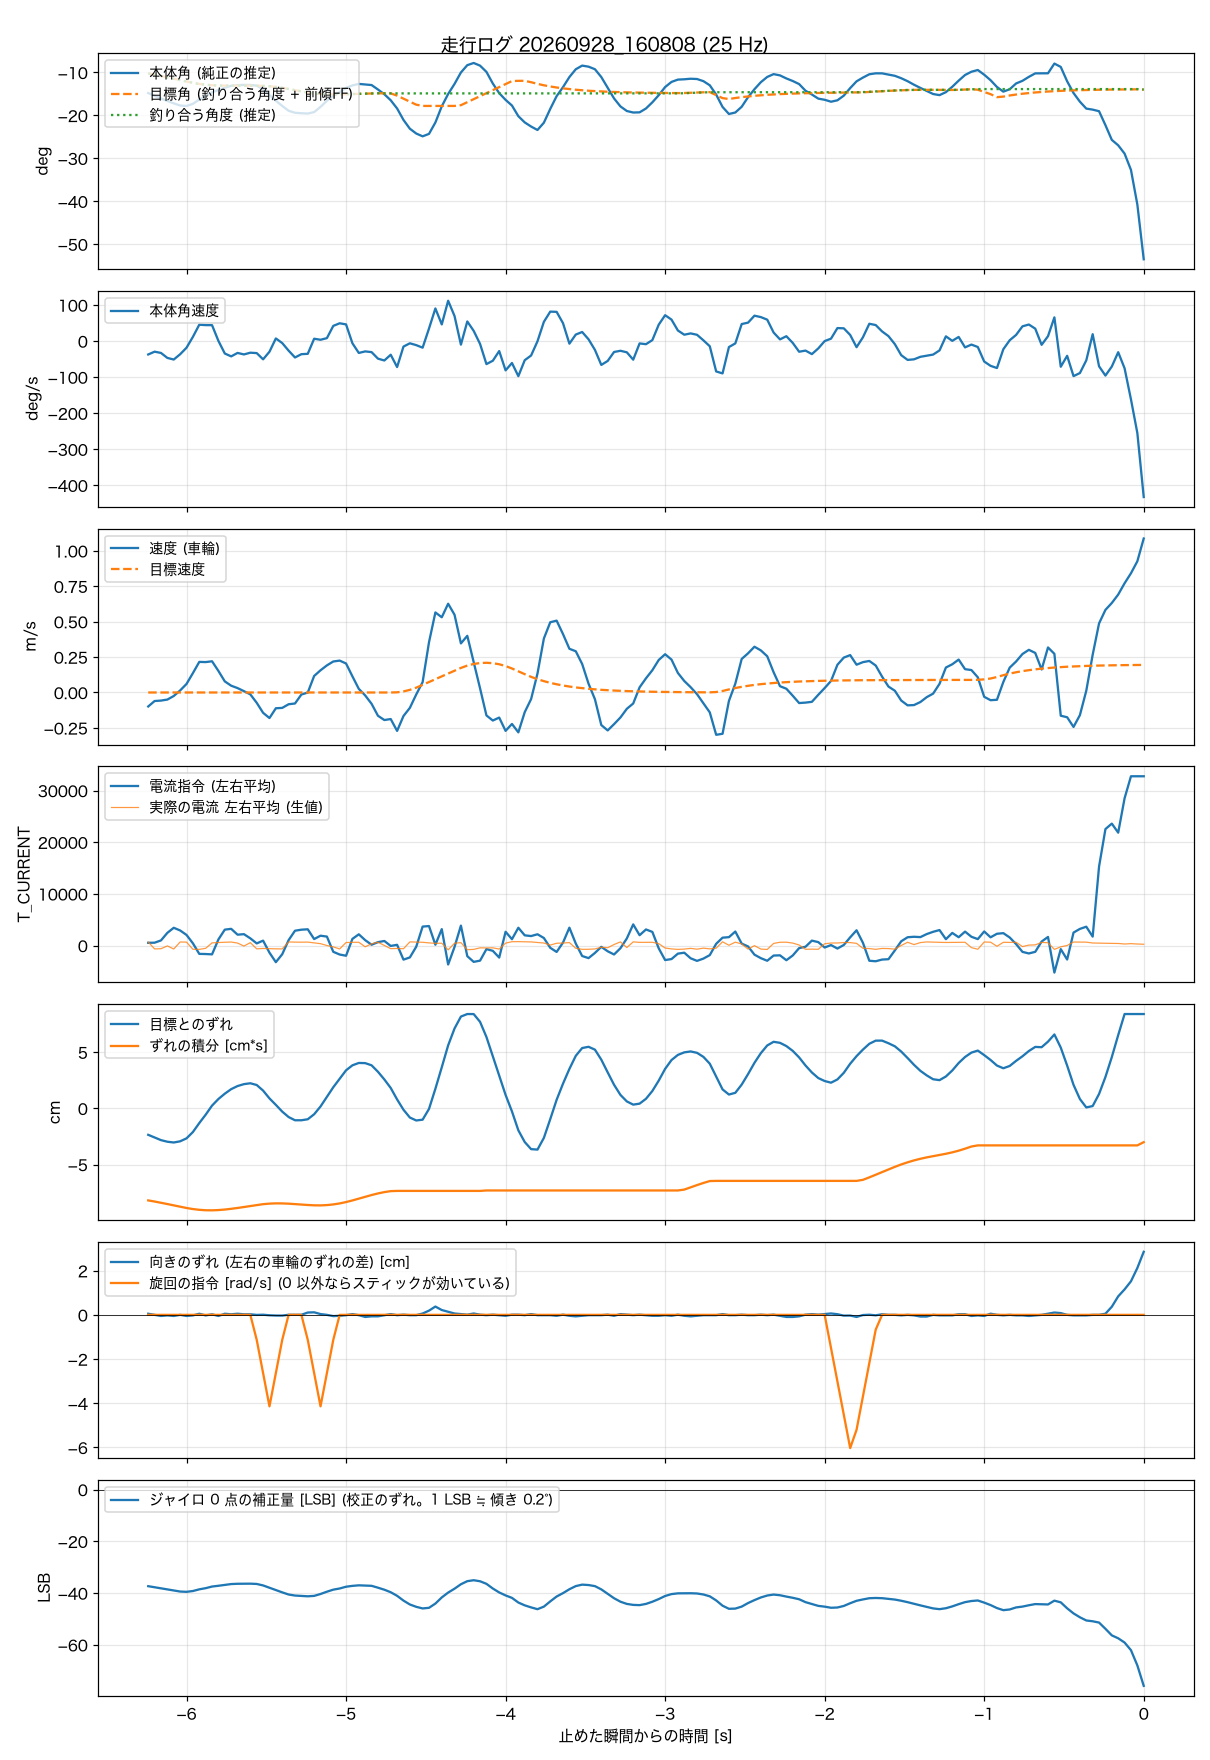 走行ログ 20260928_160808 (25 Hz)
本体角 (純正の推定)
目標角 (釣り合う角度 + 前傾FF)
釣り合う角度 (推定)
deg
−10
−20
−30
−40
−50
本体角速度
deg/s
100
0
−100
−200
−300
−400
速度 (車輪)
目標速度
m/s
1.00
0.75
0.50
0.25
0.00
−0.25
電流指令 (左右平均)
実際の電流 左右平均 (生値)
T_CURRENT
30000
20000
10000
0
目標とのずれ
ずれの積分 [cm*s]
cm
5
0
−5
向きのずれ (左右の車輪のずれの差) [cm]
旋回の指令 [rad/s] (0 以外ならスティックが効いている)
2
0
−2
−4
−6
ジャイロ 0 点の補正量 [LSB] (校正のずれ。1 LSB ≒ 傾き 0.2°)
LSB
0
−20
−40
−60
−6 −5 −4 −3 −2 −1 0
止めた瞬間からの時間 [s]